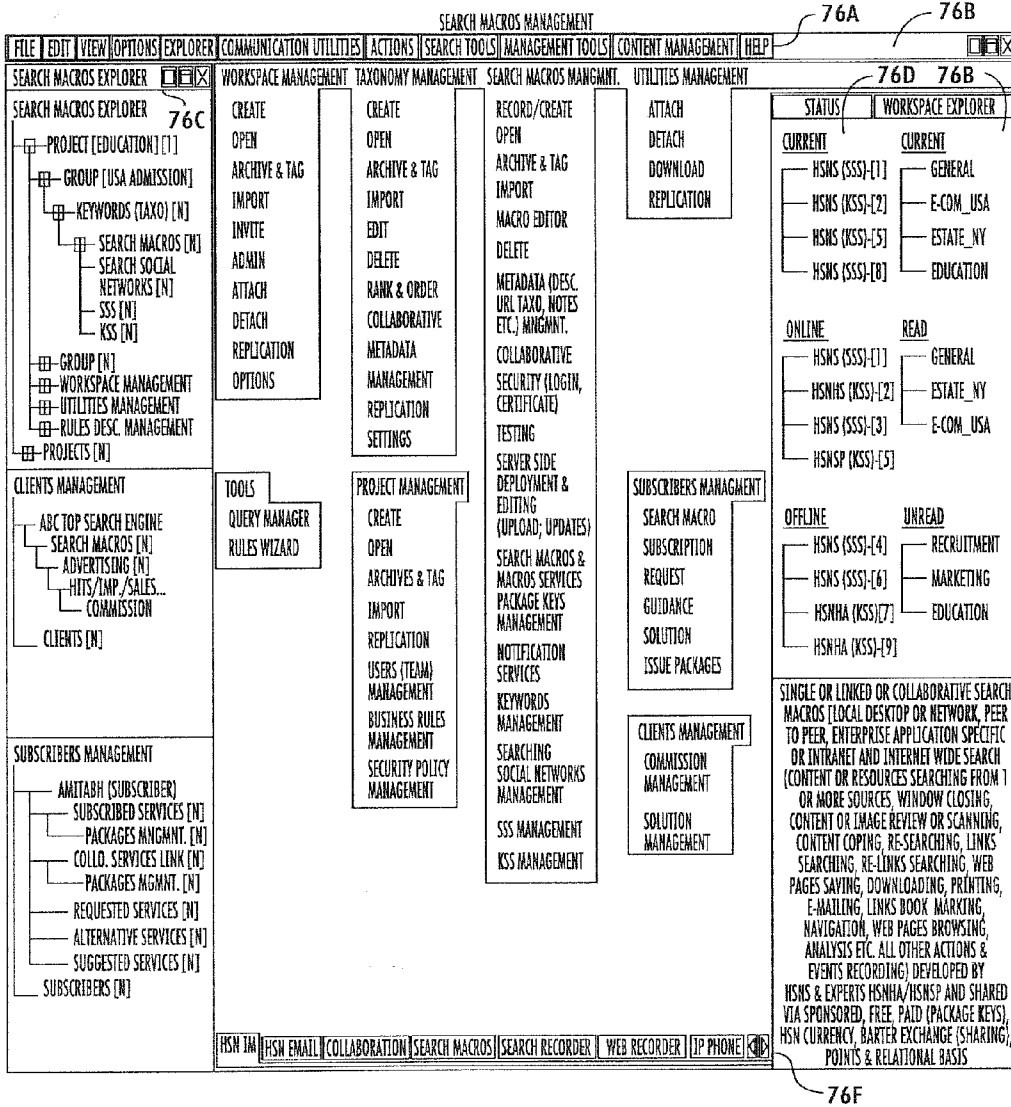 SEARCH MACROS MANAGEMENT
76A
76B
FILE EDIT VIEW OPTIONS EXPLORER COMMUNICATION UTILITIES ACTIONS SEARCH TOOLS MANAGEMENT TOOLS CONTENT MANAGEMENT HELP
SEARCH MACROS EXPLORER
76C
SEARCH MACROS EXPLORER
PROJECT [EDUCATION] [1]
GROUP [USA ADMISSION]
KEYWORDS (TAXO) [N]
SEARCH MACROS [N]
SEARCH SOCIAL
NETWORKS [N]
SSS [N]
KSS [N]
GROUP [N]
WORKSPACE MANAGEMENT
UTILITIES MANAGEMENT
RULES DESC. MANAGEMENT
PROJECTS [N]
CLIENTS MANAGEMENT
ABC TOP SEARCH ENGINE
SEARCH MACROS [N]
ADVERTISING [N]
HITS/IMP./SALES...
COMMISSION
CLIENTS [N]
SUBSCRIBERS MANAGEMENT
AMITABH (SUBSCRIBER)
SUBSCRIBED SERVICES [N]
PACKAGES MNGMNT. [N]
COLLO. SERVICES LINK [N]
PACKAGES MGMNT. [N]
REQUESTED SERVICES [N]
ALTERNATIVE SERVICES [N]
SUGGESTED SERVICES [N]
SUBSCRIBERS [N]
WORKSPACE MANAGEMENT
CREATE
OPEN
ARCHIVE & TAG
IMPORT
INVITE
ADMIN
ATTACH
DETACH
REPLICATION
OPTIONS
TOOLS
QUERY MANAGER
RULES WIZARD
TAXONOMY MANAGEMENT
CREATE
OPEN
ARCHIVE & TAG
IMPORT
EDIT
DELETE
RANK & ORDER
COLLABORATIVE
METADATA
MANAGEMENT
REPLICATION
SETTINGS
PROJECT MANAGEMENT
CREATE
OPEN
ARCHIVES & TAG
IMPORT
REPLICATION
USERS (TEAM)
MANAGEMENT
BUSINESS RULES
MANAGEMENT
SECURITY POLICY
MANAGEMENT
SEARCH MACROS MANGMNT.
RECORD/CREATE
OPEN
ARCHIVE & TAG
IMPORT
MACRO EDITOR
DELETE
METADATA (DESC.
URL TAXO, NOTES
ETC.) MNGMNT.
COLLABORATIVE
SECURITY (LOGIN,
CERTIFICATE)
TESTING
SERVER SIDE
DEPLOYMENT &
EDITING
(UPLOAD; UPDATES)
SEARCH MACROS &
MACROS SERVICES
PACKAGE KEYS
MANAGEMENT
NOTIFICATION
SERVICES
KEYWORDS
MANAGEMENT
SEARCHING
SOCIAL NETWORKS
MANAGEMENT
SSS MANAGEMENT
KSS MANAGEMENT
UTILITIES MANAGEMENT
ATTACH
DETACH
DOWNLOAD
REPLICATION
SUBSCRIBERS MANAGMENT
SEARCH MACRO
SUBSCRIPTION
REQUEST
GUIDANCE
SOLUTION
ISSUE PACKAGES
CLIENTS MANAGEMENT
COMMISSION
MANAGEMENT
SOLUTION
MANAGEMENT
76D
76B
STATUS
WORKSPACE EXPLORER
CURRENT
HSNS (SSS)-[1]
HSNS (KSS)-[2]
HSNS (KSS)-[5]
HSNS (SSS)-[8]
CURRENT
GENERAL
E-COM_USA
ESTATE_NY
EDUCATION
ONLINE
HSNS (SSS)-[1]
HSNHS (KSS)-[2]
HSNS (SSS)-[3]
HSNSP (KSS)-[5]
READ
GENERAL
ESTATE_NY
E-COM_USA
OFFLINE
HSNS (SSS)-[4]
HSNS (SSS)-[6]
HSNHA (KSS)[7]
HSNHA (KSS)-[9]
UNREAD
RECRUITMENT
MARKETING
EDUCATION
SINGLE OR LINKED OR COLLABORATIVE SEARCH
MACROS [LOCAL DESKTOP OR NETWORK, PEER
TO PEER, ENTERPRISE APPLICATION SPECIFIC
OR INTRANET AND INTERNET WIDE SEARCH
(CONTENT OR RESOURCES SEARCHING FROM 1
OR MORE SOURCES, WINDOW CLOSING,
CONTENT OR IMAGE REVIEW OR SCANNING,
CONTENT COPING, RE-SEARCHING, LINKS
SEARCHING, RE-LINKS SEARCHING, WEB
PAGES SAVING, DOWNLOADING, PRINTING,
E-MAILING, LINKS BOOK MARKING,
NAVIGATION, WEB PAGES BROWSING,
ANALYSIS ETC. ALL OTHER ACTIONS &
EVENTS RECORDING) DEVELOPED BY
HSNS & EXPERTS HSNHA/HSNSP AND SHARED
VIA SPONSORED, FREE, PAID (PACKAGE KEYS),
HSN CURRENCY, BARTER EXCHANGE (SHARING),
POINTS & RELATIONAL BASIS
HSN IM HSN EMAIL COLLABORATION SEARCH MACROS SEARCH RECORDER WEB RECORDER IP PHONE
76F